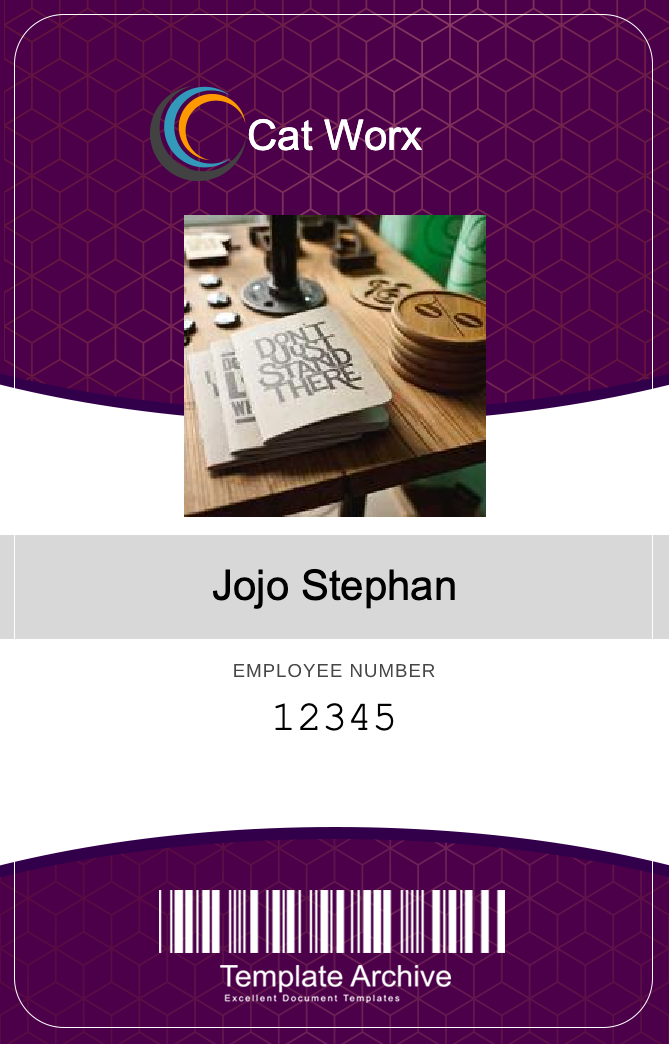 Cat Worx
DON'T
JUST
STAND
THERE
Jojo Stephan
EMPLOYEE NUMBER
12345
Template Archive
Excellent Document Templates